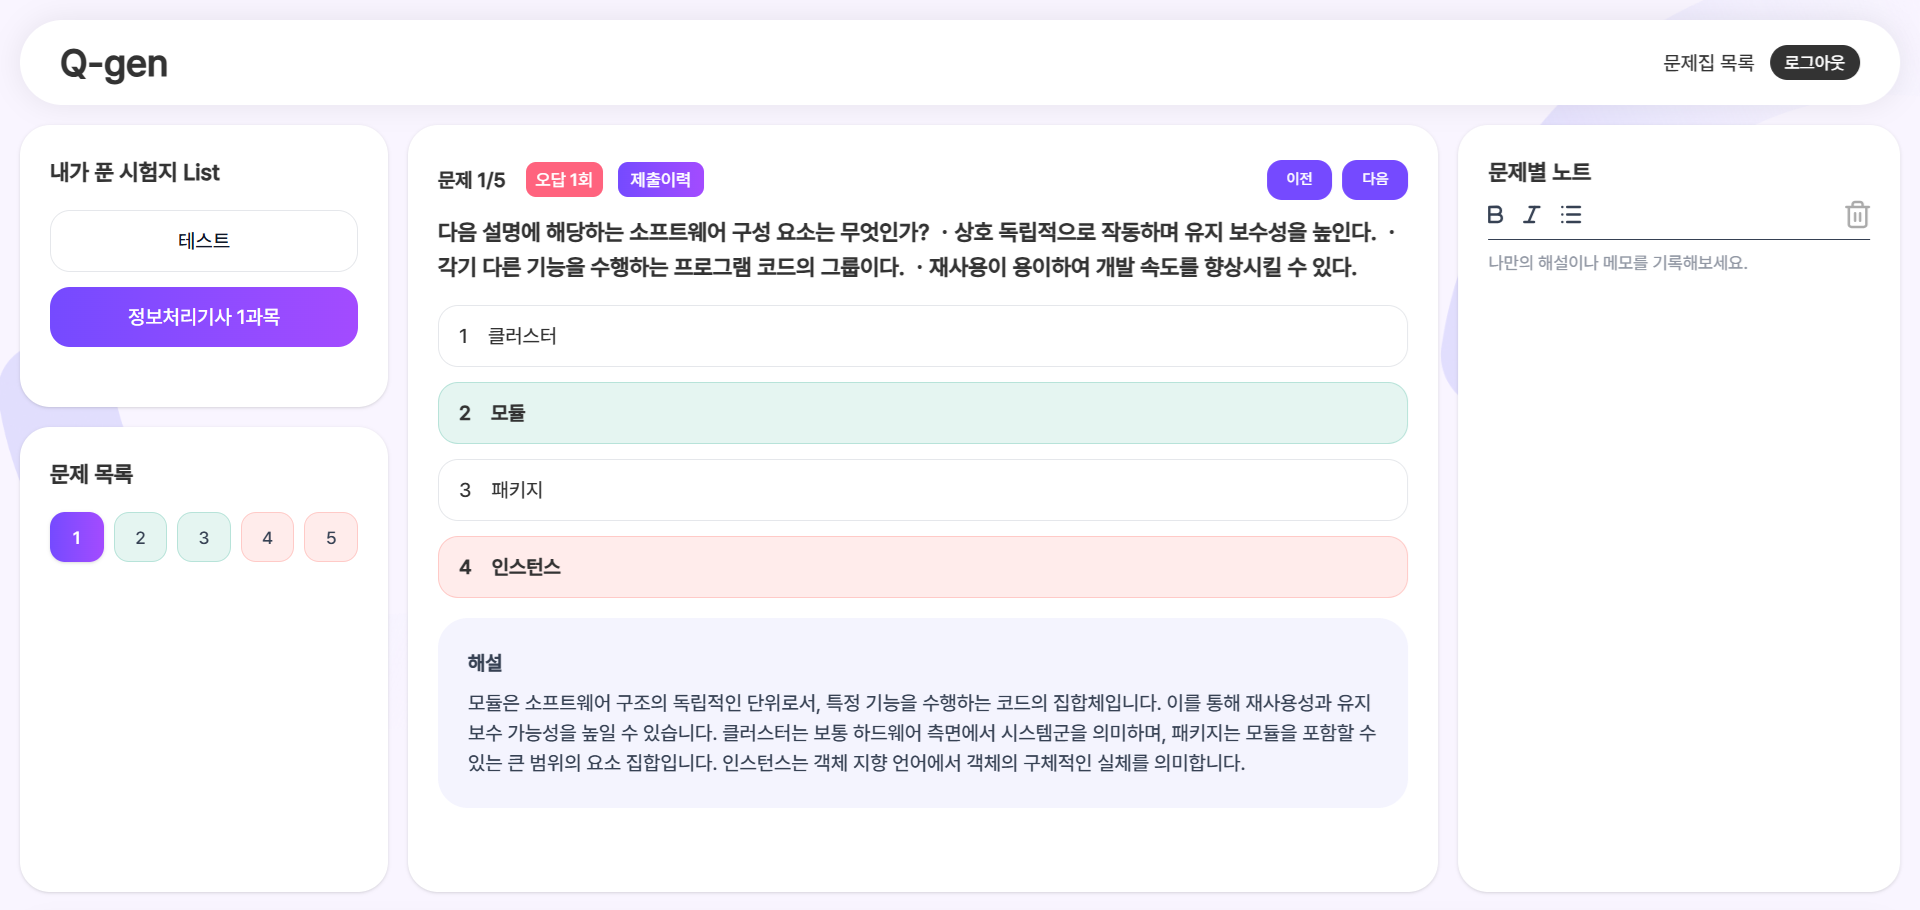 Q-gen
문제집 목록
로그아웃
내가 푼 시험지 List
테스트
정보처리기사 1과목
문제 목록
1
2
3
4
5
문제 1/5
오답 1회
제출이력
이전
다음
다음 설명에 해당하는 소프트웨어 구성 요소는 무엇인가? · 상호 독립적으로 작동하며 유지 보수성을 높인다. ·
각기 다른 기능을 수행하는 프로그램 코드의 그룹이다. · 재사용이 용이하여 개발 속도를 향상시킬 수 있다.
1 클러스터
2 모듈
3 패키지
4 인스턴스
해설
모듈은 소프트웨어 구조의 독립적인 단위로서, 특정 기능을 수행하는 코드의 집합체입니다. 이를 통해 재사용성과 유지
보수 가능성을 높일 수 있습니다. 클러스터는 보통 하드웨어 측면에서 시스템군을 의미하며, 패키지는 모듈을 포함할 수
있는 큰 범위의 요소 집합입니다. 인스턴스는 객체 지향 언어에서 객체의 구체적인 실체를 의미합니다.
문제별 노트
B I
나만의 해설이나 메모를 기록해보세요.